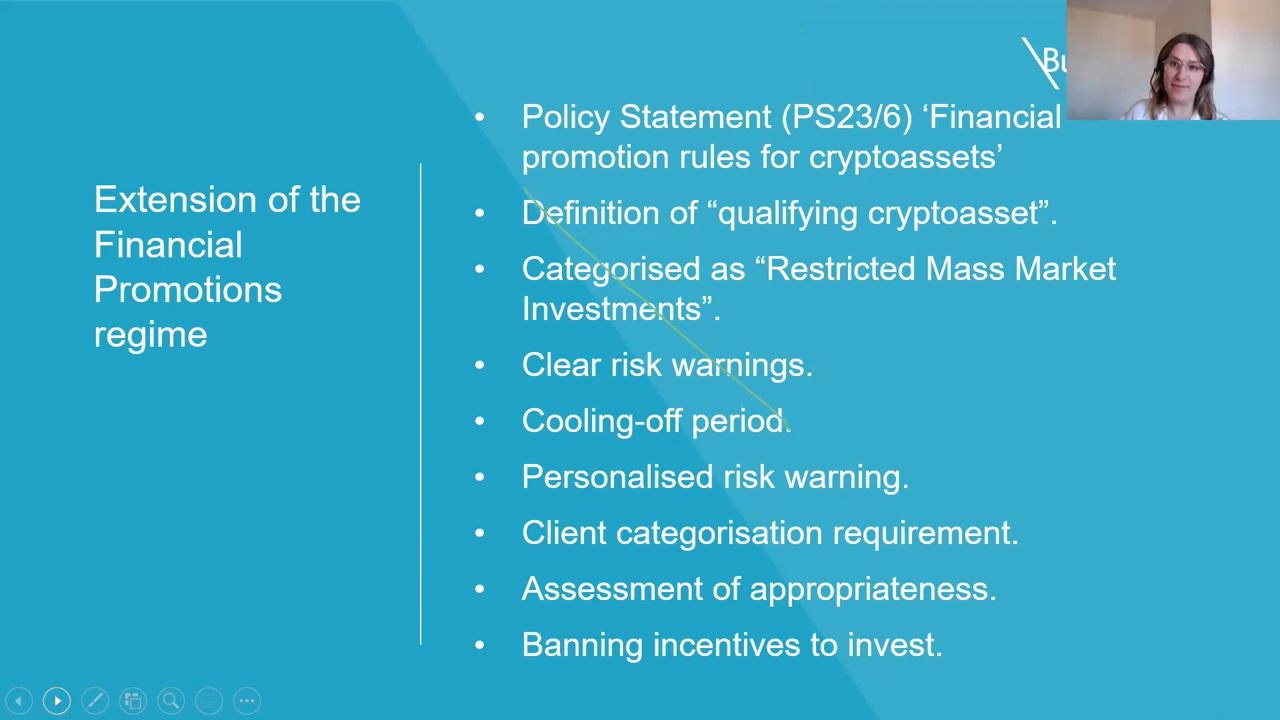 Extension of the
Financial
Promotions
regime
• Policy Statement (PS23/6) ‘Financial
promotion rules for cryptoassets’
• Definition of “qualifying cryptoasset”.
• Categorised as “Restricted Mass Market
Investments”.
• Clear risk warnings.
• Cooling-off period.
• Personalised risk warning.
• Client categorisation requirement.
• Assessment of appropriateness.
• Banning incentives to invest.